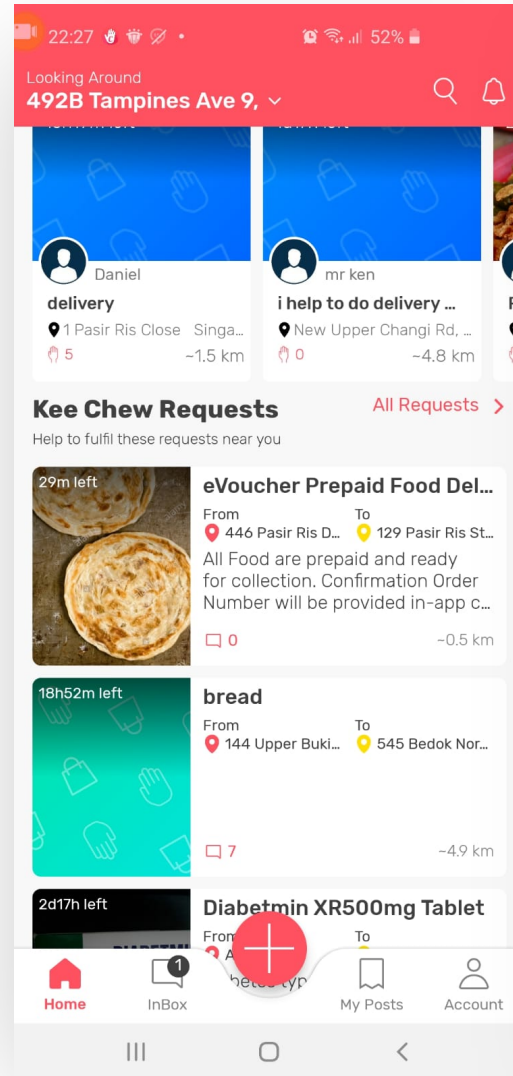 22:27
52%
Looking Around
492B Tampines Ave 9,
Daniel
delivery
1 Pasir Ris Close Singa...
5
~1.5 km
mr ken
i help to do delivery ...
New Upper Changi Rd, ...
0
~4.8 km
Kee Chew Requests
All Requests
Help to fulfil these requests near you
29m left
eVoucher Prepaid Food Del...
From To
446 Pasir Ris D... 129 Pasir Ris St...
All Food are prepaid and ready
for collection. Confirmation Order
Number will be provided in-app c...
0
~0.5 km
18h52m left
bread
From To
144 Upper Buki... 545 Bedok Nor...
7
~4.9 km
2d17h left
Diabetmin XR500mg Tablet
From To
1
Home InBox My Posts Account